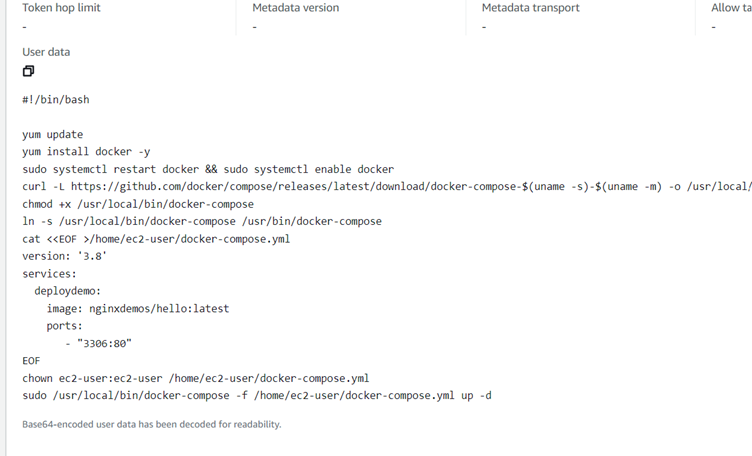 Token hop limit
Metadata version
Metadata transport
Allow ta
-
-
-
-
User data
#!/bin/bash
yum update
yum install docker -y
sudo systemctl restart docker && sudo systemctl enable docker
curl -L https://github.com/docker/compose/releases/latest/download/docker-compose-$(uname -s)-$(uname -m) -o /usr/local/
chmod +x /usr/local/bin/docker-compose
ln -s /usr/local/bin/docker-compose /usr/bin/docker-compose
cat <<EOF >/home/ec2-user/docker-compose.yml
version: '3.8'
services:
  deploydemo:
    image: nginxdemos/hello:latest
    ports:
       - "3306:80"
EOF
chown ec2-user:ec2-user /home/ec2-user/docker-compose.yml
sudo /usr/local/bin/docker-compose -f /home/ec2-user/docker-compose.yml up -d
Base64-encoded user data has been decoded for readability.